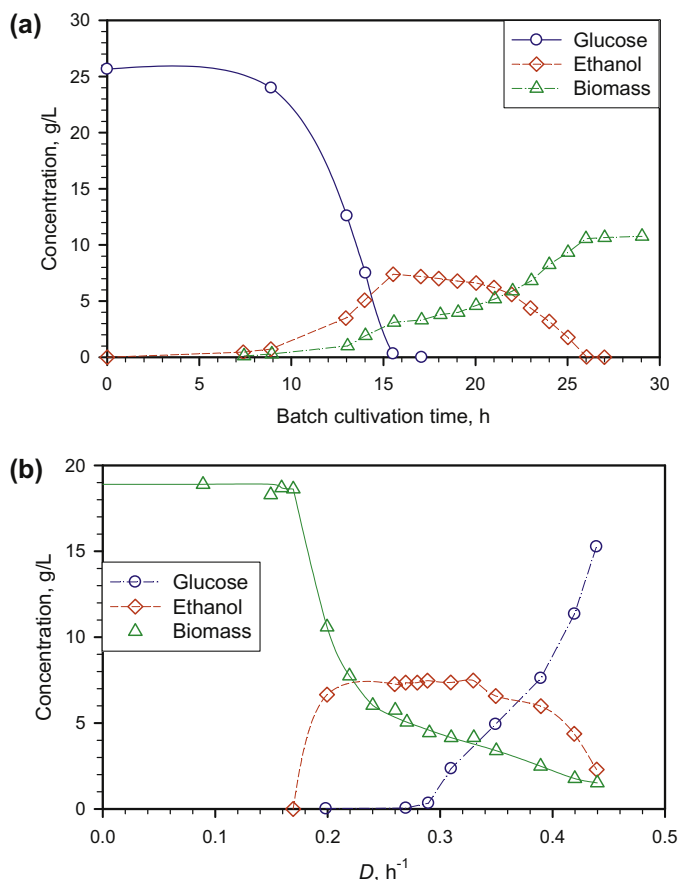 (a)
30
25
20
15
10
5
0
Concentration, g/L
Glucose
Ethanol
Biomass
0 5 10 15 20 25 30
Batch cultivation time, h
(b)
20
15
10
5
0
Concentration, g/L
Glucose
Ethanol
Biomass
0.0 0.2 0.3 0.4 0.5
D, h⁻¹